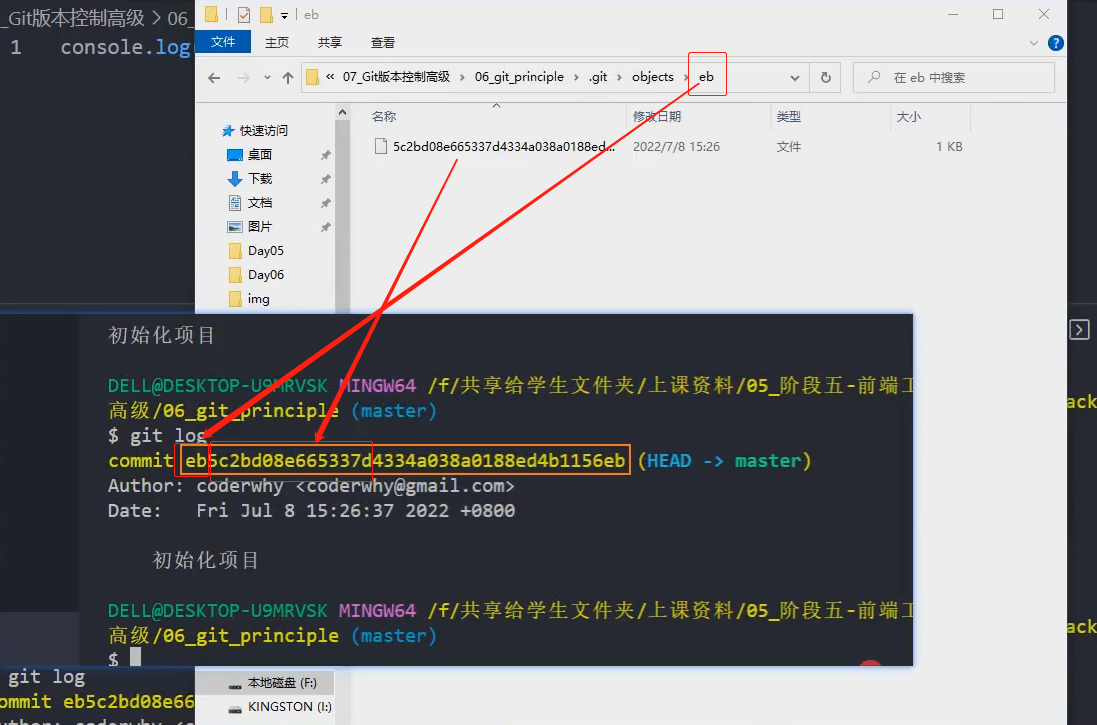 _Git版本控制高级 > 06_
1 console.log
eb
文件 主页 共享 查看
« 07_Git版本控制高级 › 06_git_principle › .git › objects › eb
在 eb 中搜索
名称 修改日期 类型 大小
快速访问
5c2bd08e665337d4334a038a0188ed... 2022/7/8 15:26 文件 1 KB
桌面
下载
文档
图片
Day05
Day06
img
初始化项目
DELL@DESKTOP-U9MRVSK MINGW64 /f/共享给学生文件夹/上课资料/05_阶段五-前端工
高级/06_git_principle (master)
$ git log
commit eb5c2bd08e665337d4334a038a0188ed4b1156eb (HEAD -> master)
Author: coderwhy <coderwhy@gmail.com>
Date: Fri Jul 8 15:26:37 2022 +0800
初始化项目
DELL@DESKTOP-U9MRVSK MINGW64 /f/共享给学生文件夹/上课资料/05_阶段五-前端工
高级/06_git_principle (master)
$
ack
ack
git log
ommit eb5c2bd08e66
本地磁盘 (F:)
KINGSTON (I:)